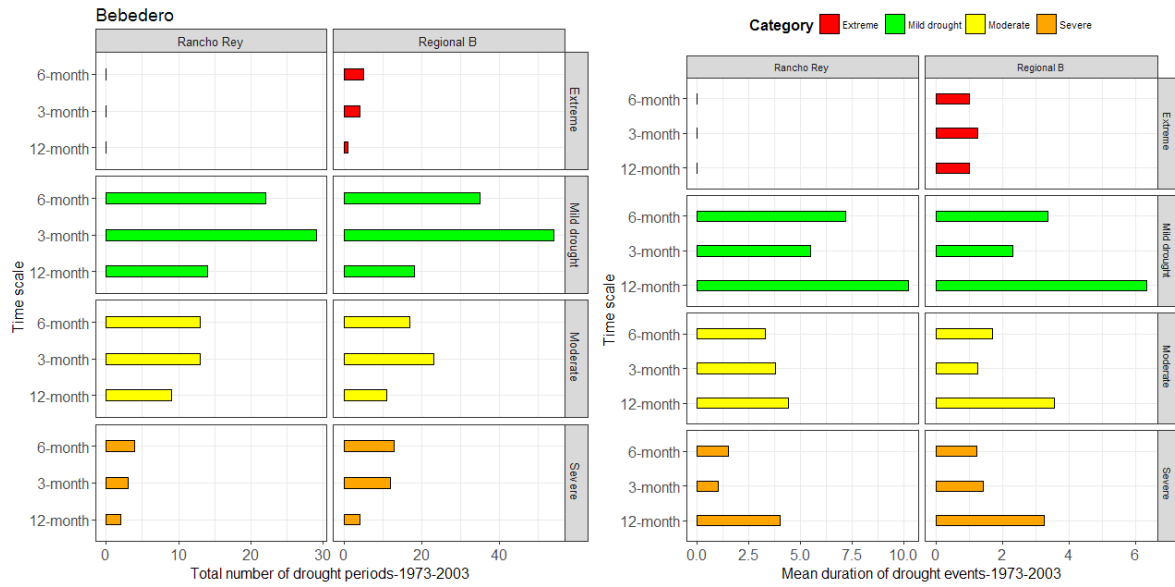 Bebedero
Rancho Rey
Regional B
6-month
3-month
12-month
Extreme
6-month
3-month
12-month
Mild drought
6-month
3-month
12-month
Moderate
6-month
3-month
12-month
Severe
Time scale
0 10 20 30
0 20 40
Total number of drought periods-1973-2003
Category Extreme Mild drought Moderate Severe
Rancho Rey
Regional B
6-month
3-month
12-month
Extreme
6-month
3-month
12-month
Mild drought
6-month
3-month
12-month
Moderate
6-month
3-month
12-month
Severe
Time scale
0.0 2.5 5.0 7.5 10.0
0 2 4 6
Mean duration of drought events-1973-2003